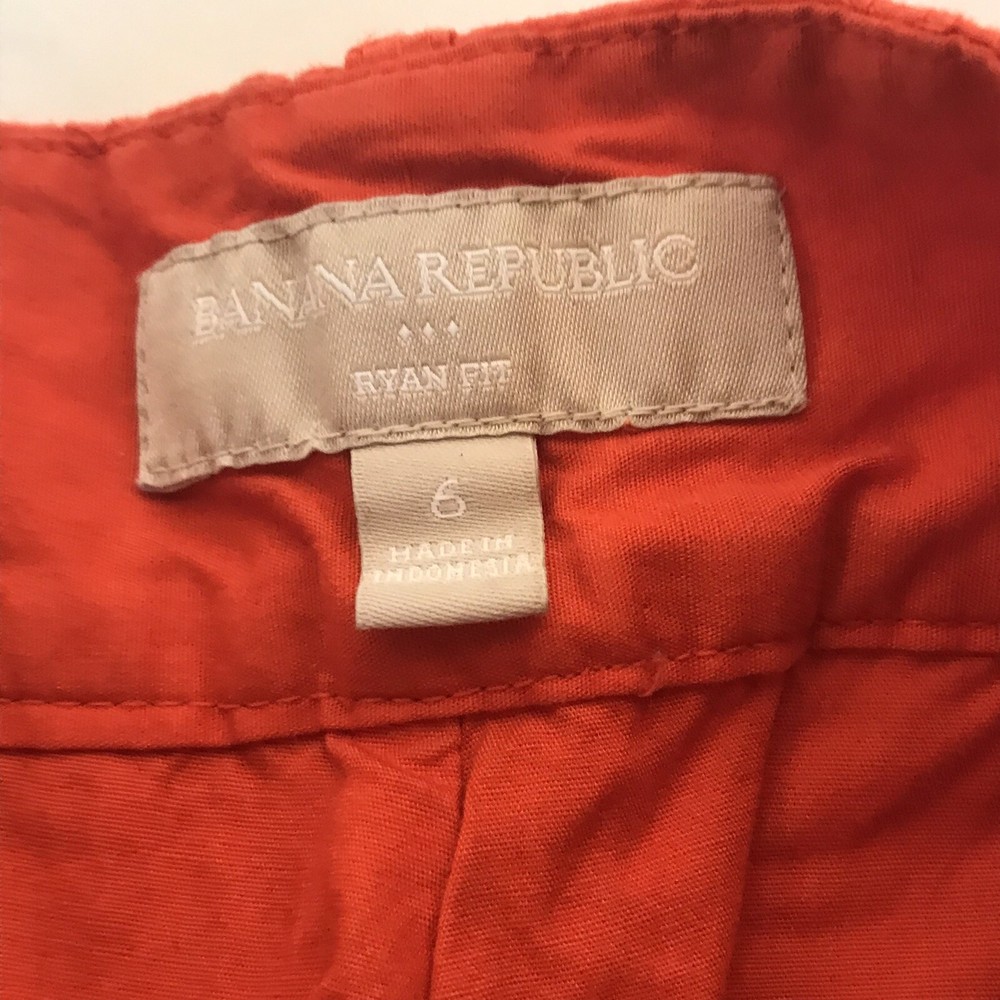 BANANA REPUBLIC
RYAN FIT
6
MADE IN
INDONESIA